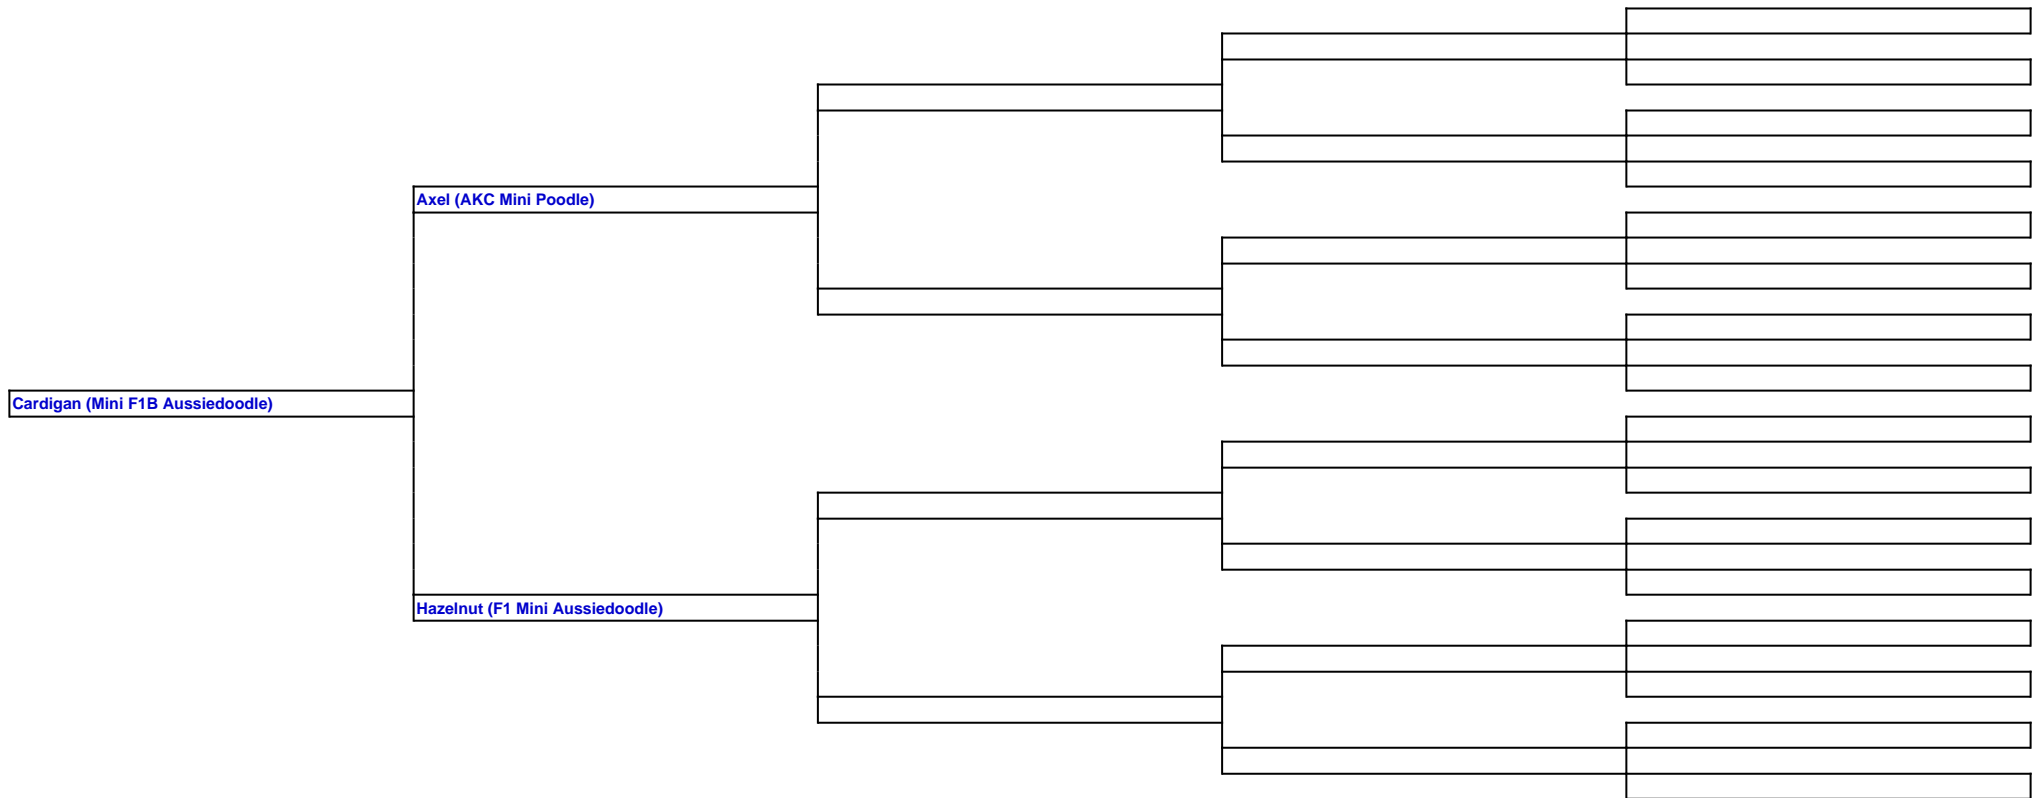 Axel (AKC Mini Poodle)
Cardigan (Mini F1B Aussiedoodle)
Hazelnut (F1 Mini Aussiedoodle)